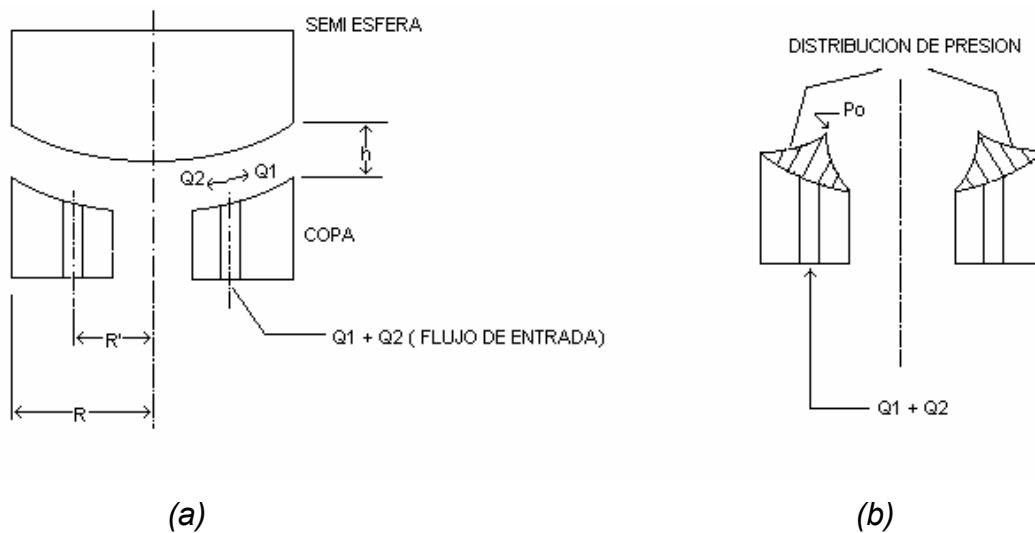 SEMI ESFERA
h
Q2 Q1
COPA
R'
Q1 + Q2 ( FLUJO DE ENTRADA)
R
(a)
DISTRIBUCION DE PRESION
Po
Q1 + Q2
(b)